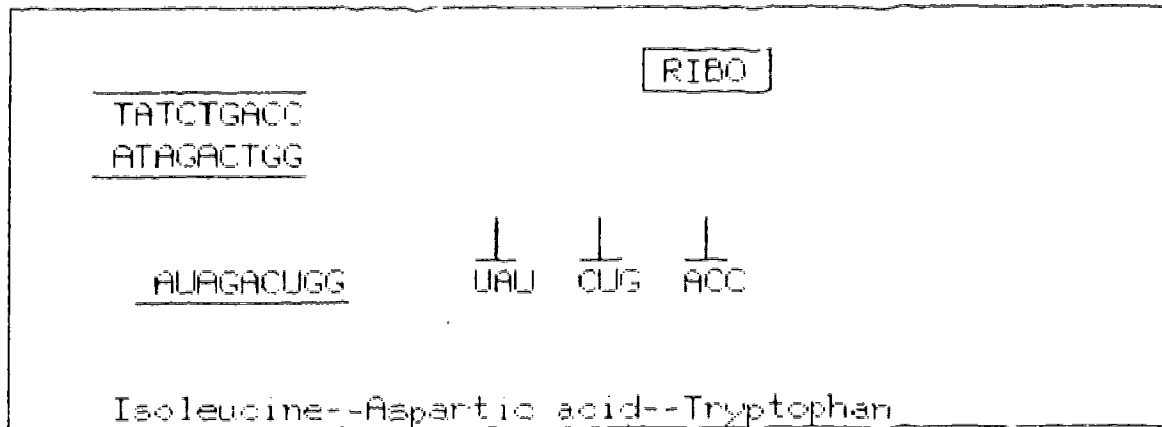 RIBO
TATCTGACC
ATAGACTGG
AUAGACUGG UAU CUG ACC
Isoleucine--Aspartic acid--Tryptophan